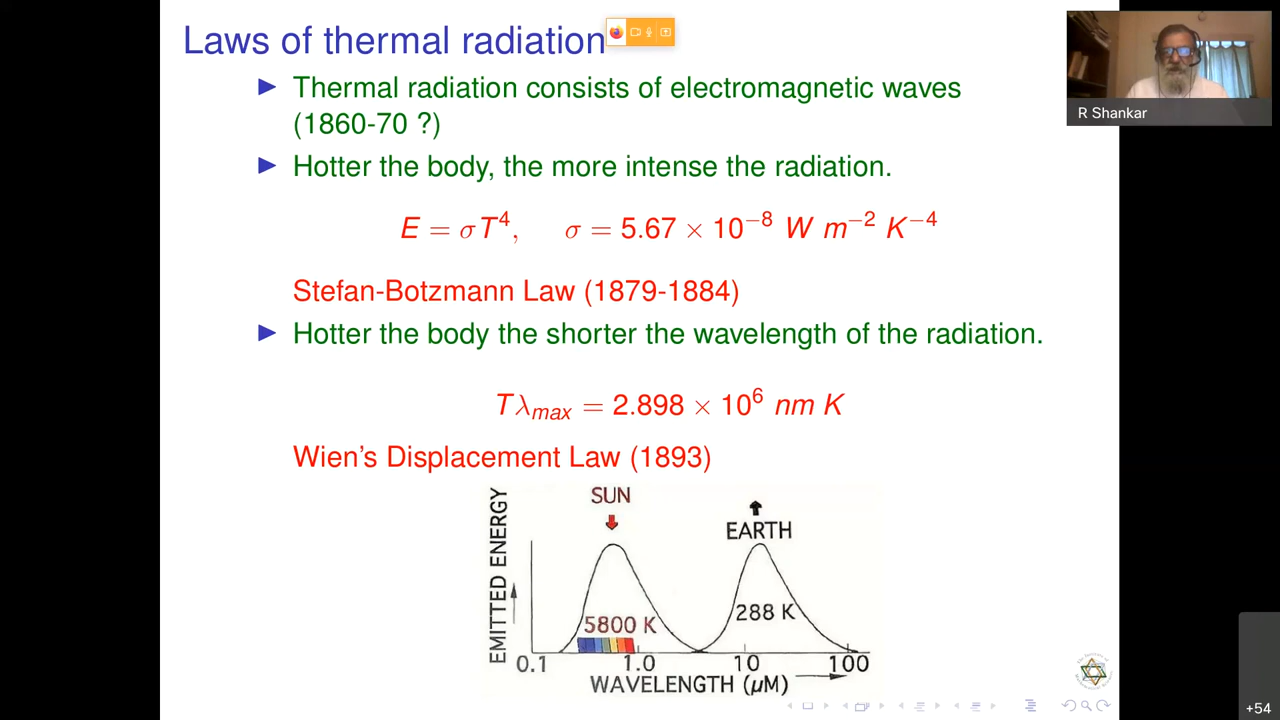 Laws of thermal radiation
Thermal radiation consists of electromagnetic waves
(1860-70 ?)
Hotter the body, the more intense the radiation.
E = σT⁴, σ = 5.67 × 10⁻⁸ W m⁻² K⁻⁴
Stefan-Botzmann Law (1879-1884)
Hotter the body the shorter the wavelength of the radiation.
Tλmax = 2.898 × 10⁶ nm K
Wien's Displacement Law (1893)
SUN
EARTH
EMITTED ENERGY
5800 K
288 K
0.1 1.0 10 100
WAVELENGTH (μM)
R Shankar
+54